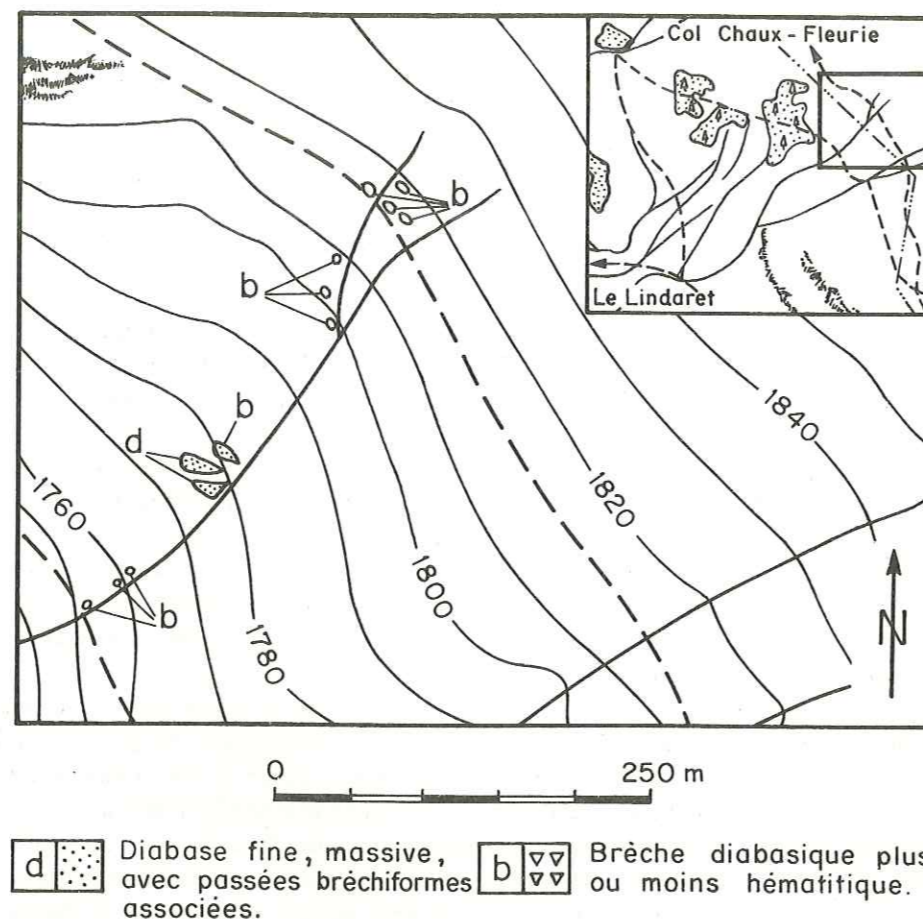 Col Chaux-Fleurie
Le Lindaret
b
b
b
d
b
1840
1820
1800
1780
1760
N
0 250 m
d Diabase fine, massive,
avec passées bréchiformes
associées.
b Brèche diabasique plus
ou moins hématitique.